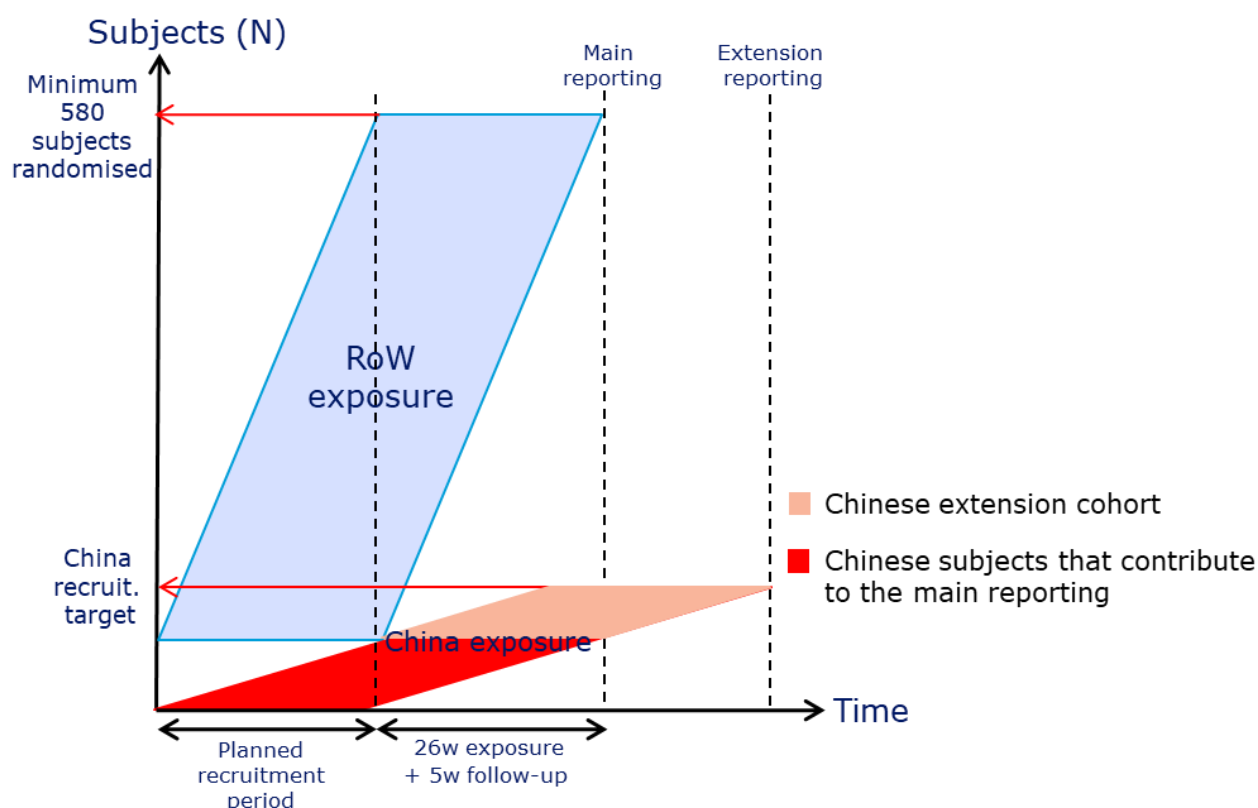 Subjects (N)
Minimum
580
subjects
randomised
Main
reporting
Extension
reporting
RoW
exposure
Chinese extension cohort
Chinese subjects that contribute
to the main reporting
China
recruit.
target
China exposure
Time
Planned
recruitment
period
26w exposure
+ 5w follow-up